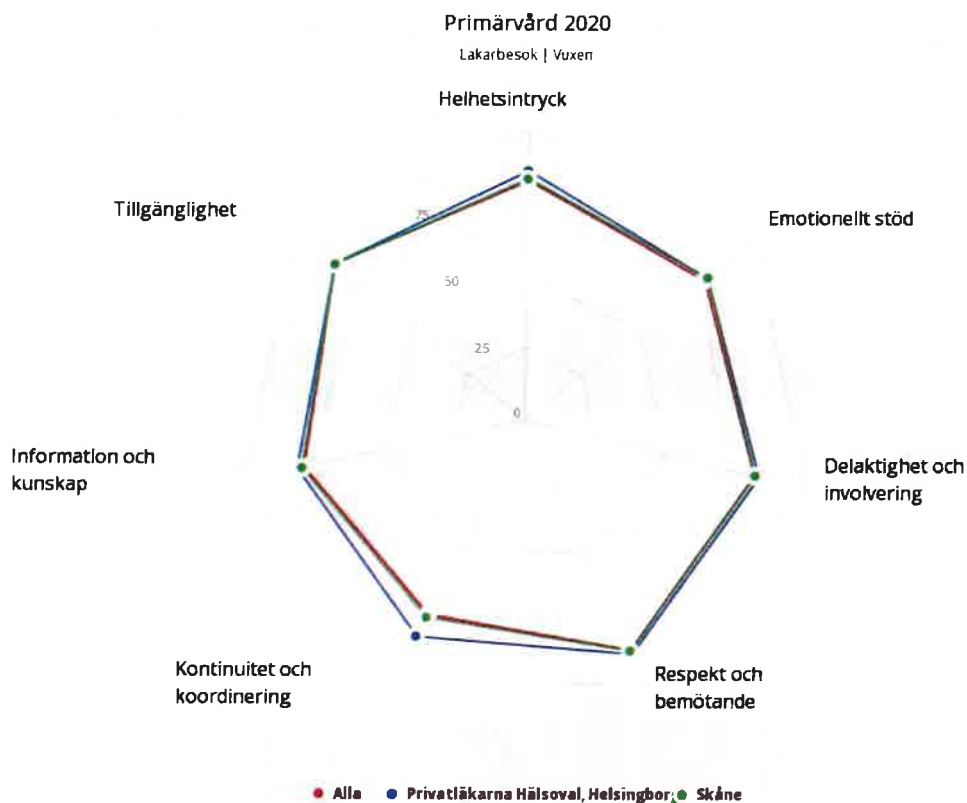 Primärvård 2020
Lakarbesok | Vuxen
Helhetsintryck
Tillgänglighet
Emotionellt stöd
75
50
25
0
Information och
kunskap
Delaktighet och
involvering
Kontinuitet och
koordinering
Respekt och
bemötande
Alla
Privatläkarna Hälsoval, Helsingbor
Skåne